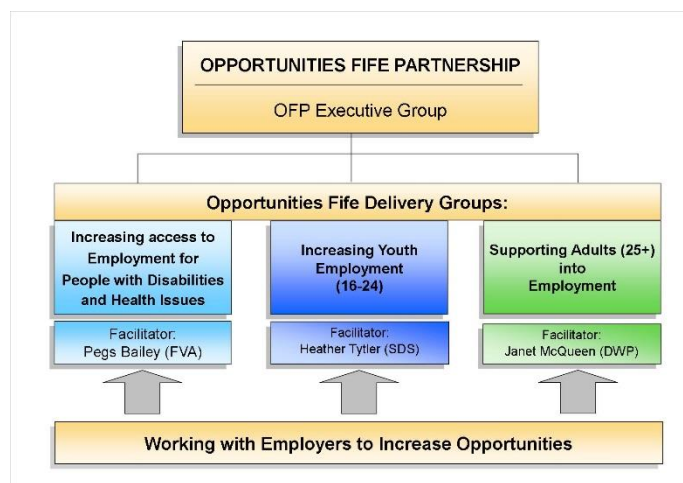 OPPORTUNITIES FIFE PARTNERSHIP
OFP Executive Group
Opportunities Fife Delivery Groups:
Increasing access to
Employment for
People with Disabilities
and Health Issues
Facilitator:
Pegs Bailey (FVA)
Increasing Youth
Employment
(16-24)
Facilitator:
Heather Tytler (SDS)
Supporting Adults (25+)
into
Employment
Facilitator:
Janet McQueen (DWP)
Working with Employers to Increase Opportunities